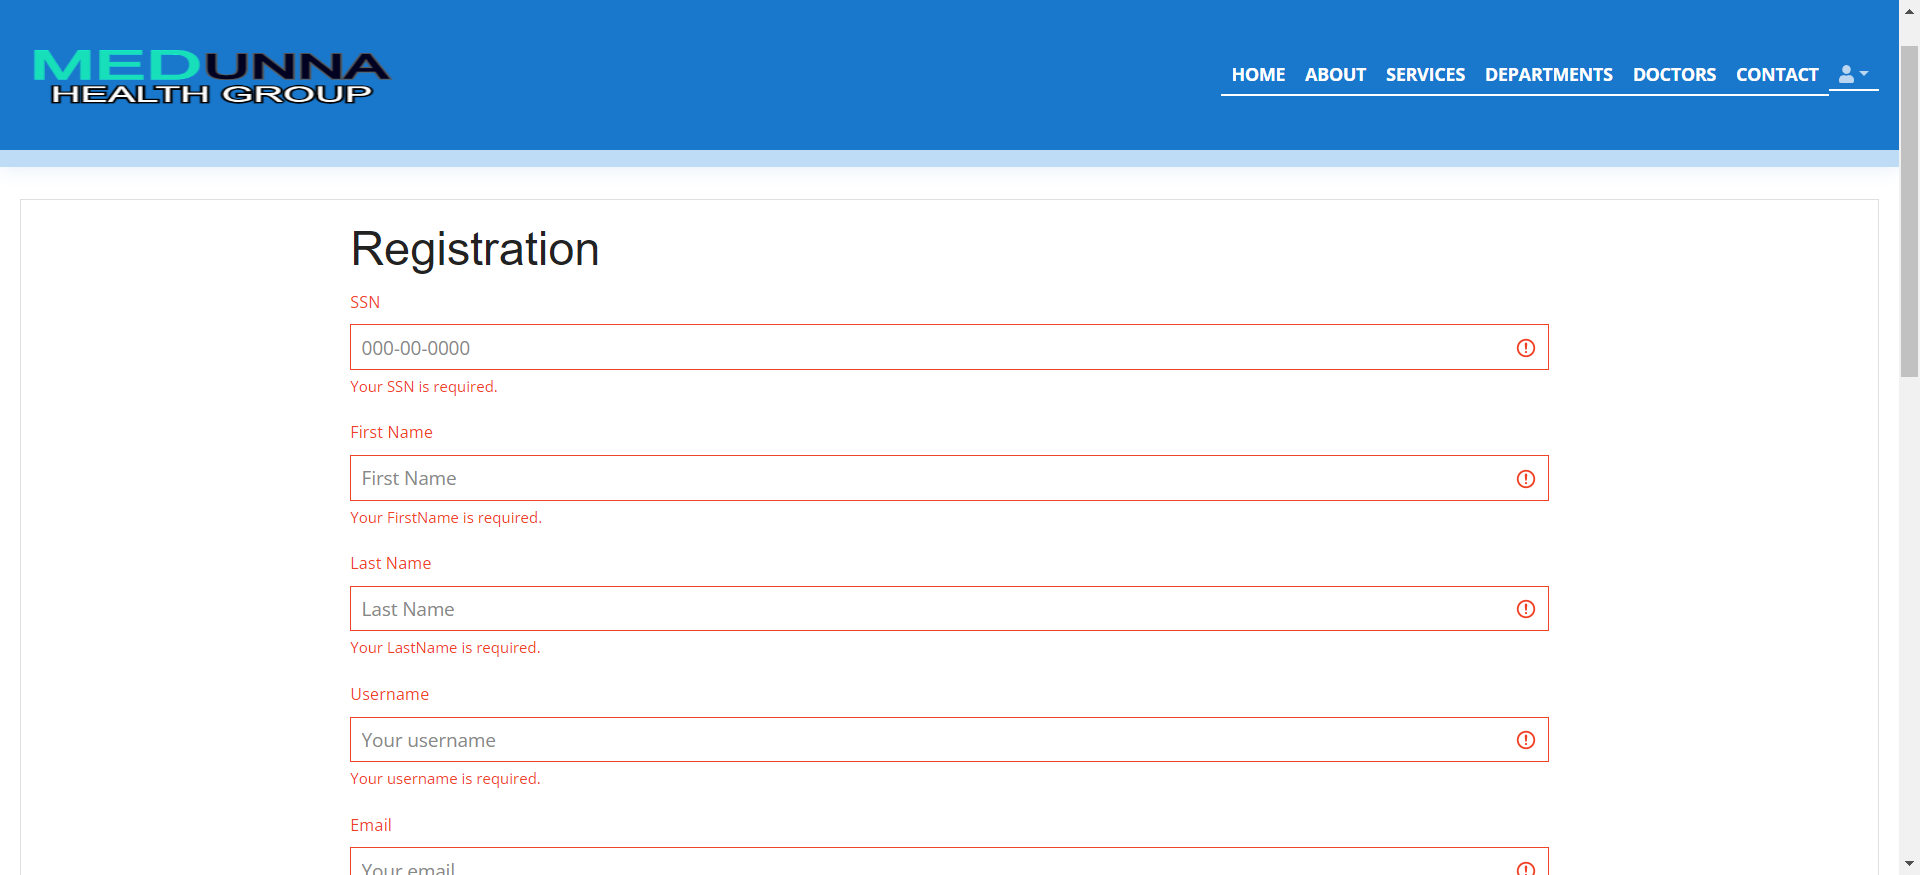 MEDUNNA
HEALTH GROUP
HOME ABOUT SERVICES DEPARTMENTS DOCTORS CONTACT
Registration
SSN
000-00-0000
Your SSN is required.
First Name
First Name
Your FirstName is required.
Last Name
Last Name
Your LastName is required.
Username
Your username
Your username is required.
Email
Your email